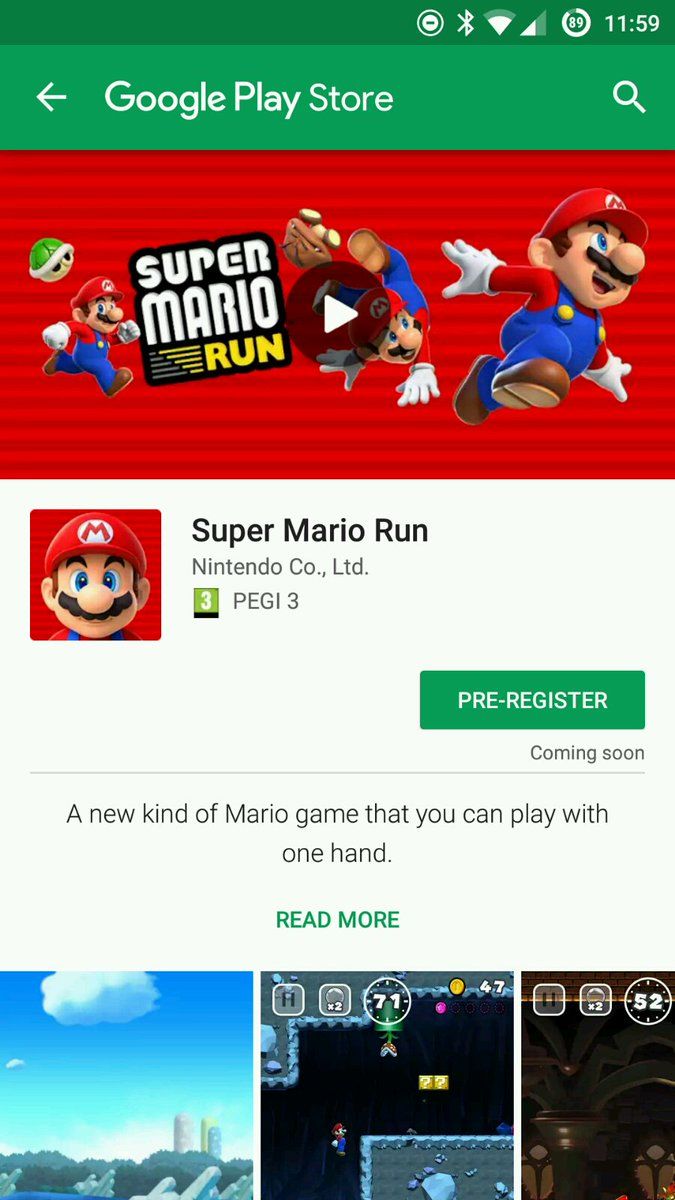 89 11:59
Google Play Store
SUPER
MARIO
RUN
Super Mario Run
Nintendo Co., Ltd.
3 PEGI 3
PRE-REGISTER
Coming soon
A new kind of Mario game that you can play with
one hand.
READ MORE
x2 71 47
x2 52